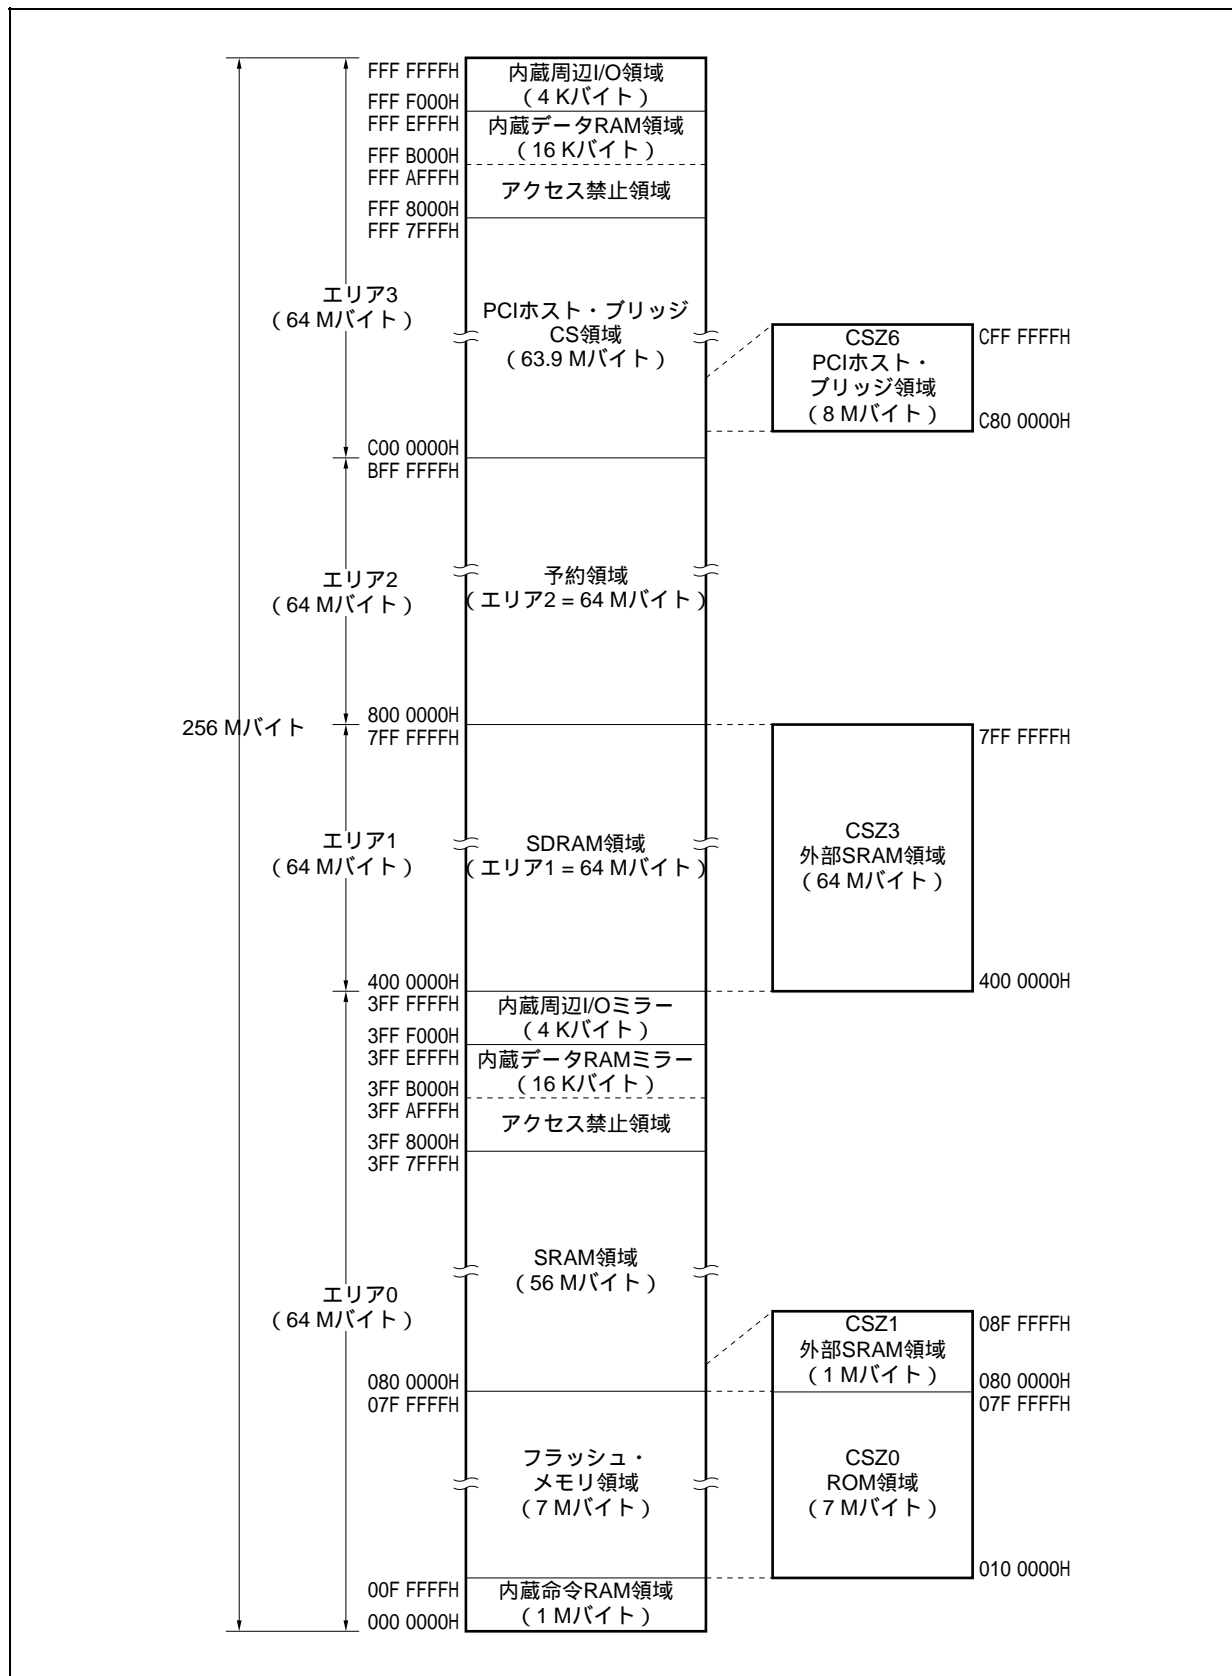 FFF FFFFH
内蔵周辺I/O領域
（4 Kバイト）
FFF F000H
FFF EFFFH
内蔵データRAM領域
（16 Kバイト）
FFF B000H
FFF AFFFH
アクセス禁止領域
FFF 8000H
FFF 7FFFH
エリア3
（64 Mバイト）
PCIホスト・ブリッジ
CS領域
（63.9 Mバイト）
CSZ6
PCIホスト・
ブリッジ領域
（8 Mバイト）
CFF FFFFH
C80 0000H
C00 0000H
BFF FFFFH
エリア2
（64 Mバイト）
予約領域
（エリア2 = 64 Mバイト）
256 Mバイト
800 0000H
7FF FFFFH
7FF FFFFH
エリア1
（64 Mバイト）
SDRAM領域
（エリア1 = 64 Mバイト）
CSZ3
外部SRAM領域
（64 Mバイト）
400 0000H
400 0000H
3FF FFFFH
内蔵周辺I/Oミラー
（4 Kバイト）
3FF F000H
3FF EFFFH
内蔵データRAMミラー
（16 Kバイト）
3FF B000H
3FF AFFFH
アクセス禁止領域
3FF 8000H
3FF 7FFFH
エリア0
（64 Mバイト）
SRAM領域
（56 Mバイト）
CSZ1
外部SRAM領域
（1 Mバイト）
08F FFFFH
080 0000H
07F FFFFH
080 0000H
07F FFFFH
フラッシュ・
メモリ領域
（7 Mバイト）
CSZ0
ROM領域
（7 Mバイト）
010 0000H
00F FFFFH
内蔵命令RAM領域
（1 Mバイト）
000 0000H